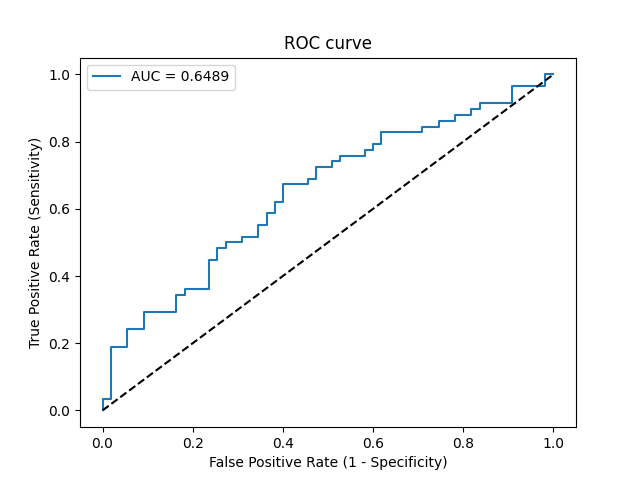 ROC curve
AUC = 0.6489
True Positive Rate (Sensitivity)
1.0
0.8
0.6
0.4
0.2
0.0
0.0 0.2 0.4 0.6 0.8 1.0
False Positive Rate (1 - Specificity)